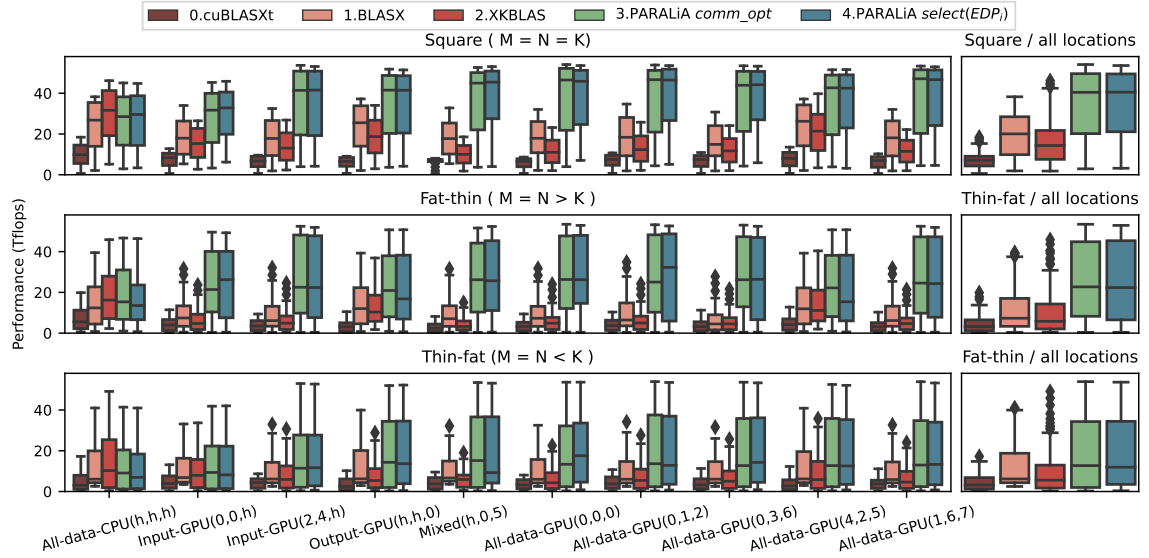 0.cuBLASXt 1.BLASX 2.XKBLAS 3.PARALiA comm_opt 4.PARALiA select(EDPᵢ)
Square ( M = N = K) Square / all locations
40
20
0
Fat-thin ( M = N > K ) Thin-fat / all locations
40
20
0
Performance (Tflops)
Thin-fat (M = N < K ) Fat-thin / all locations
40
20
0
All-data-CPU(h,h,h)
Input-GPU(0,0,h)
Input-GPU(2,4,h)
Output-GPU(h,h,0)
Mixed(h,0,5)
All-data-GPU(0,0,0)
All-data-GPU(0,1,2)
All-data-GPU(0,3,6)
All-data-GPU(4,2,5)
All-data-GPU(1,6,7)